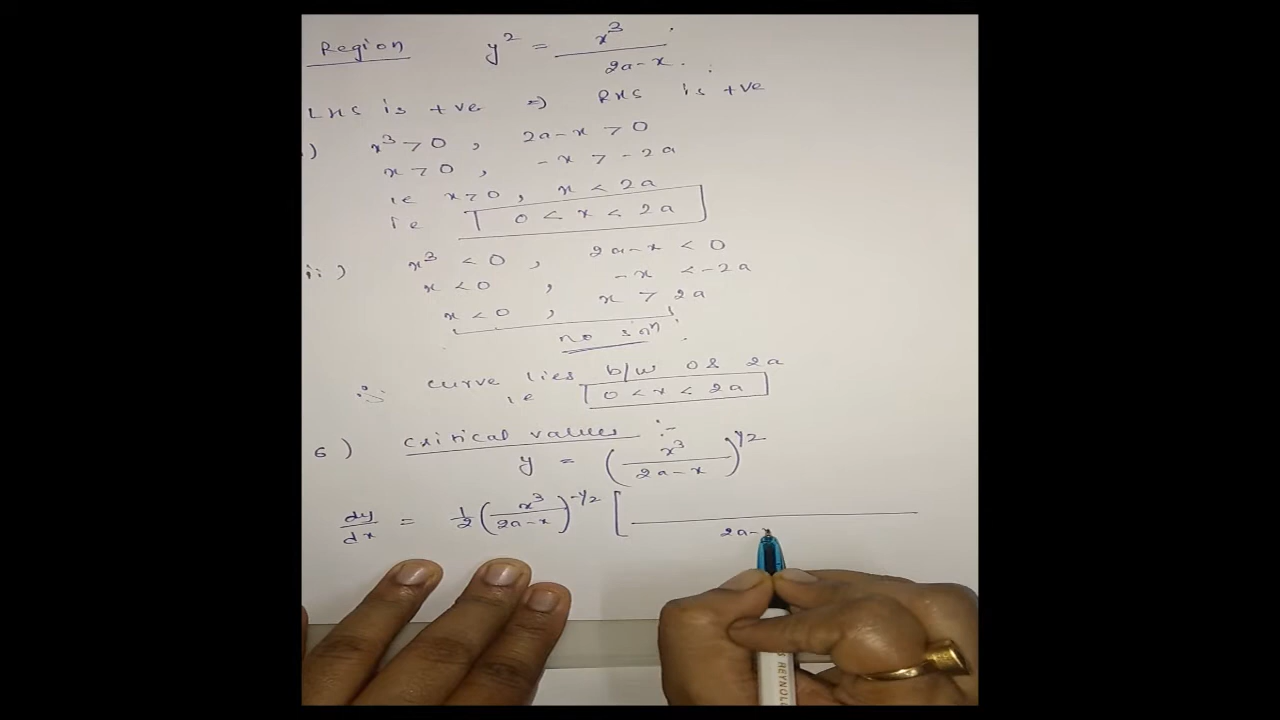 Region y² = x³ / 2a-x
LHS is +ve => RHS is +ve
) x³ > 0 , 2a-x > 0
x > 0 , -x > -2a
ie x > 0 , x < 2a
ie 0 < x < 2a
ii) x³ < 0 , 2a-x < 0
x < 0 , -x < -2a
x < 0 , x > 2a
no solⁿ
curve lies b/w 0 & 2a
ie 0 < x < 2a
6) critical values :-
y = (x³ / 2a-x)^1/2
dy/dx = 1/2 (x³ / 2a-x)^-1/2 [ / 2a-x
REYNOL